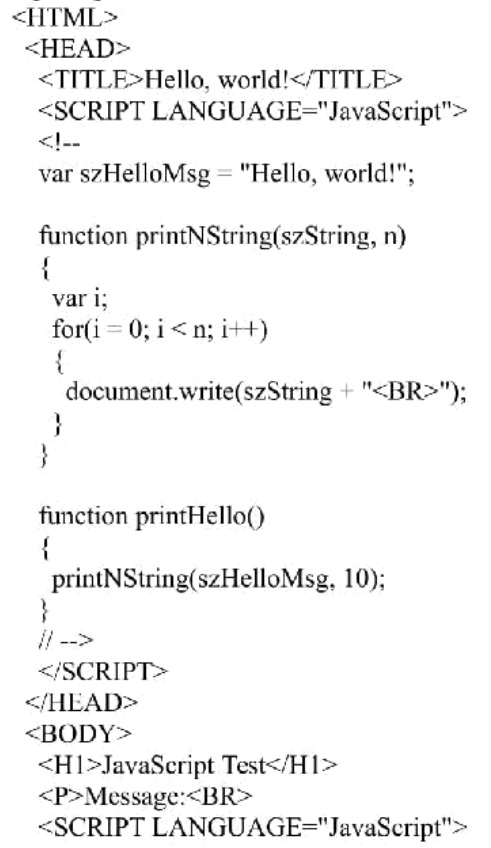 <HTML>
<HEAD>
<TITLE>Hello, world!</TITLE>
<SCRIPT LANGUAGE="JavaScript">
<!--
var szHelloMsg = "Hello, world!";
function printNString(szString, n)
{
var i;
for(i = 0; i < n; i++)
{
document.write(szString + "<BR>");
}
}
function printHello()
{
printNString(szHelloMsg, 10);
}
// -->
</SCRIPT>
</HEAD>
<BODY>
<H1>JavaScript Test</H1>
<P>Message:<BR>
<SCRIPT LANGUAGE="JavaScript">